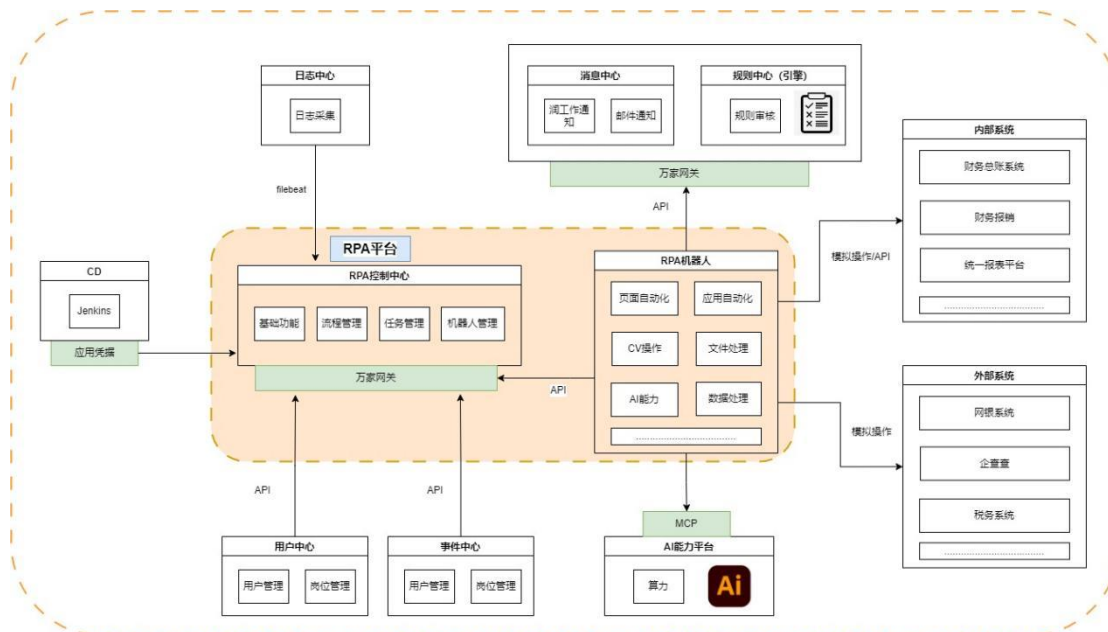 日志中心
日志采集
filebeat
消息中心
润工作通
知
邮件通知
规则中心（引擎）
规则审核
万家网关
API
内部系统
财务总账系统
财务报销
统一报表平台
模拟操作/API
RPA平台
RPA控制中心
基础功能
流程管理
任务管理
机器人管理
万家网关
CD
Jenkins
应用凭据
RPA机器人
页面自动化
应用自动化
CV操作
文件处理
AI能力
数据处理
API
模拟操作
外部系统
网银系统
企查查
税务系统
API
API
用户中心
用户管理
岗位管理
事件中心
用户管理
岗位管理
MCP
AI能力平台
算力
Ai